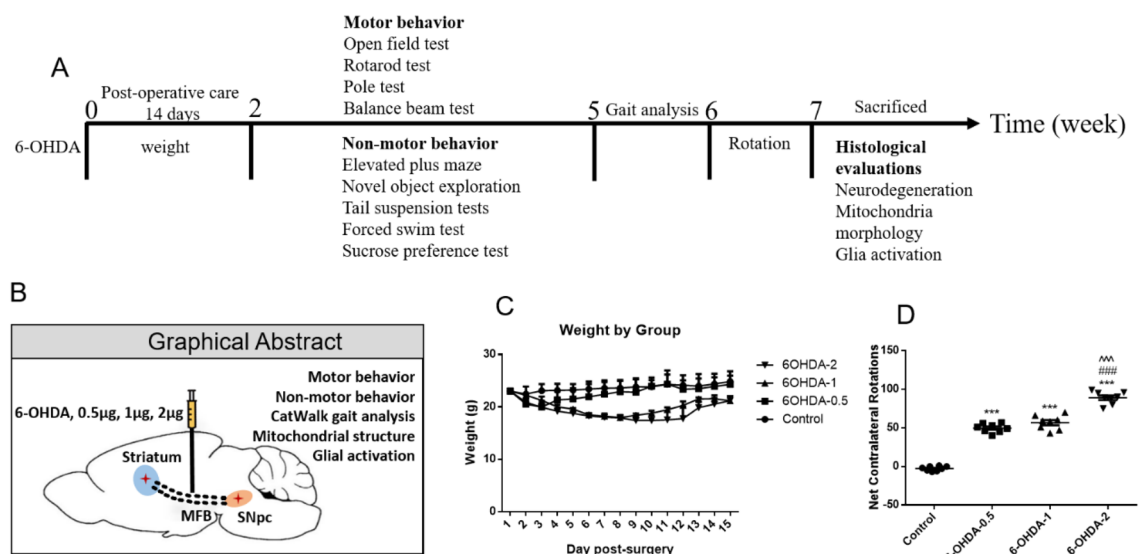 A
Motor behavior
Open field test
Rotarod test
Pole test
Balance beam test
Post-operative care
14 days
0
2
5
Gait analysis
6
7
Sacrificed
Time (week)
6-OHDA
weight
Non-motor behavior
Elevated plus maze
Novel object exploration
Tail suspension tests
Forced swim test
Sucrose preference test
Rotation
Histological
evaluations
Neurodegeneration
Mitochondria
morphology
Glia activation
B
Graphical Abstract
Motor behavior
Non-motor behavior
CatWalk gait analysis
Mitochondrial structure
Glial activation
6-OHDA, 0.5µg, 1µg, 2µg
Striatum
MFB
SNpc
C
Weight by Group
Weight (g)
30
20
10
0
1 2 3 4 5 6 7 8 9 10 11 12 13 14 15
Day post-surgery
6OHDA-2
6OHDA-1
6OHDA-0.5
Control
D
Net Contralateral Rotations
150
100
50
0
-50
***
***
^^^
###
***
Control
-OHDA-0.5
6-OHDA-1
6-OHDA-2